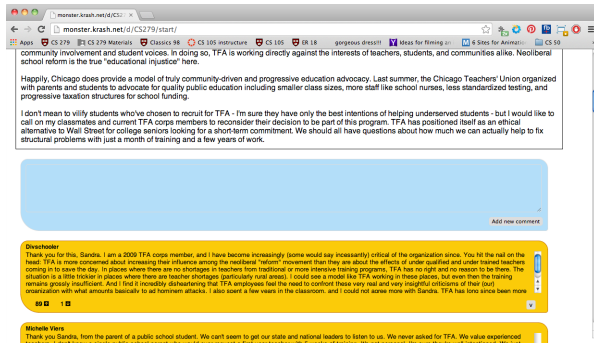 monster.krash.net/d/CS27
monster.krash.net/d/CS279/start/
Apps CS 279 CS 279 Materials Classics 98 CS 105 instructure CS 105 ER 18 gorgeous dress!!! Ideas for filming an 6 Sites for Animatio CS 50
community involvement and student voices. In doing so, TFA is working directly against the interests of teachers, students, and communities alike. Neoliberal
school reform is the true "educational injustice" here.
Happily, Chicago does provide a model of truly community-driven and progressive education advocacy. Last summer, the Chicago Teachers' Union organized
with parents and students to advocate for quality public education including smaller class sizes, more staff like school nurses, less standardized testing, and
progressive taxation structures for school funding.
I don't mean to vilify students who've chosen to recruit for TFA - I'm sure they have only the best intentions of helping underserved students - but I would like to
call on my classmates and current TFA corps members to reconsider their decision to be part of this program. TFA has positioned itself as an ethical
alternative to Wall Street for college seniors looking for a short-term commitment. We should all have questions about how much we can actually help to fix
structural problems with just a month of training and a few years of work.
Add new comment
Divschooler
Thank you for this, Sandra. I am a 2009 TFA corps member, and I have become increasingly (some would say incessantly) critical of the organization since. You hit the nail on the
head: TFA is more concerned about increasing their influence among the neoliberal "reform" movement than they are about the effects of under qualified and under trained teachers
coming in to save the day. In places where there are no shortages in teachers from traditional or more intensive training programs, TFA has no right and no reason to be there. The
situation is a little trickier in places where there are teacher shortages (particularly rural areas). I could see a model like TFA working in these places, but even then the training
remains grossly insufficient. And I find it incredibly disheartening that TFA employees feel the need to confront these very real and very insightful criticisms of their (our)
organization with what amounts basically to ad hominem attacks. I also spent a few years in the classroom, and I could not agree more with Sandra. TFA has long since been more
89 1 v
Michelle Viers
Thank you Sandra, from the parent of a public school student. We can't seem to get our state and national leaders to listen to us. We never asked for TFA. We value experienced